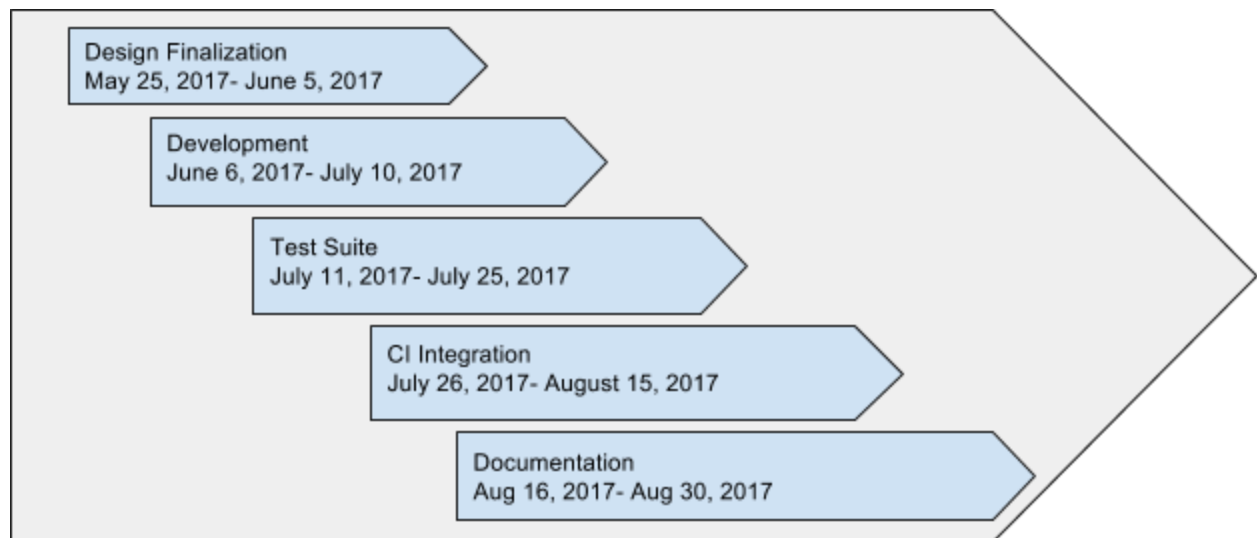 Design Finalization
May 25, 2017- June 5, 2017
Development
June 6, 2017- July 10, 2017
Test Suite
July 11, 2017- July 25, 2017
CI Integration
July 26, 2017- August 15, 2017
Documentation
Aug 16, 2017- Aug 30, 2017